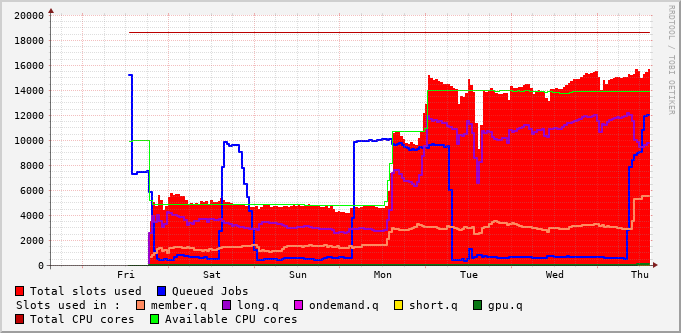 RRDTOOL / TOBI OETIKER
20000
18000
16000
14000
12000
10000
8000
6000
4000
2000
0
Fri Sat Sun Mon Tue Wed Thu
Total slots used Queued Jobs
Slots used in : member.q long.q ondemand.q short.q gpu.q
Total CPU cores Available CPU cores